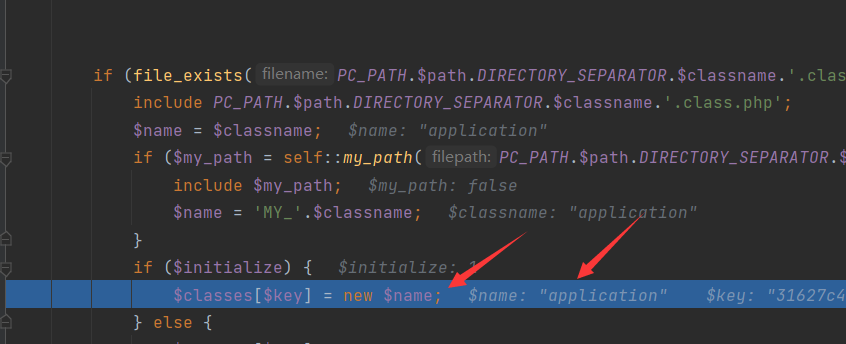 if (file_exists( filename: PC_PATH.$path.DIRECTORY_SEPARATOR.$classname.'.clas
include PC_PATH.$path.DIRECTORY_SEPARATOR.$classname.'.class.php';
$name = $classname; $name: "application"
if ($my_path = self::my_path( filepath: PC_PATH.$path.DIRECTORY_SEPARATOR.$
include $my_path; $my_path: false
$name = 'MY_'.$classname; $classname: "application"
}
if ($initialize) { $initialize: 1
$classes[$key] = new $name; $name: "application" $key: "31627c4
} else {